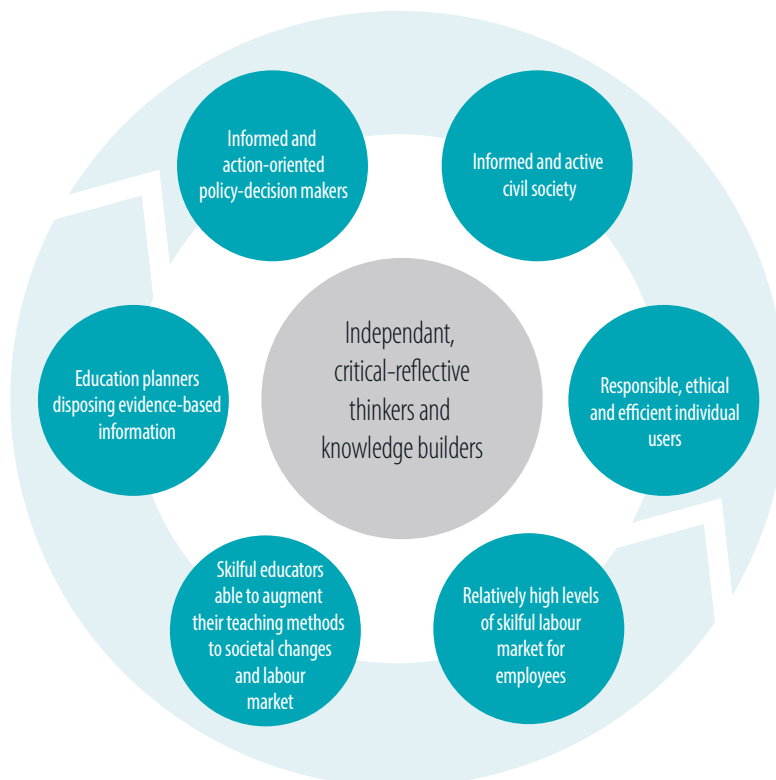 Informed and
action-oriented
policy-decision makers
Informed and active
civil society
Independant,
critical-reflective
thinkers and
knowledge builders
Education planners
disposing evidence-based
information
Responsible, ethical
and efficient individual
users
Skilful educators
able to augment
their teaching methods
to societal changes
and labour
market
Relatively high levels
of skilful labour
market for
employees